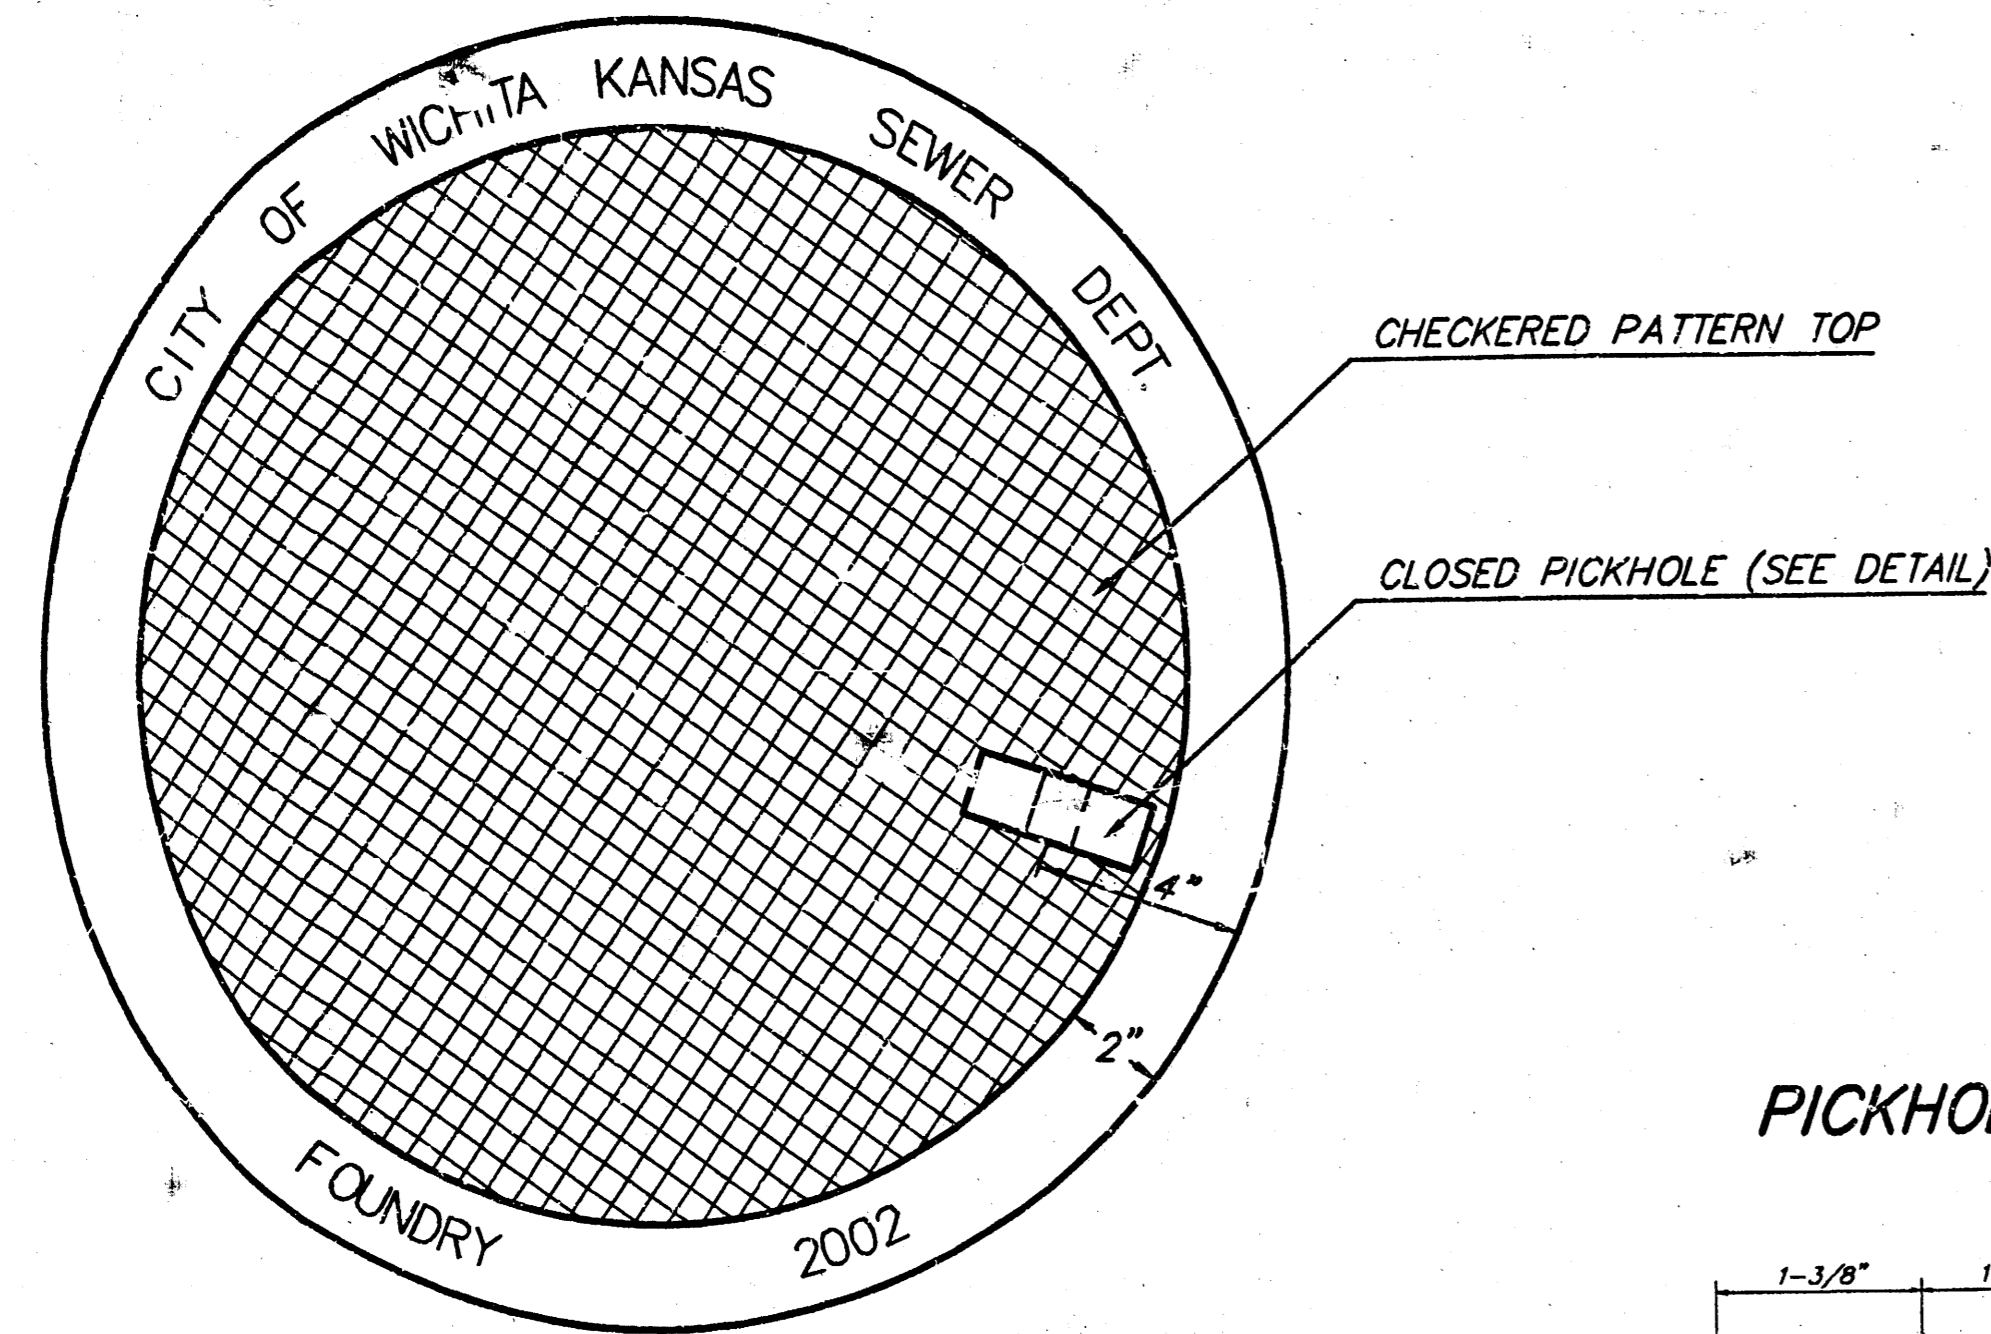 CITY OF WICHITA KANSAS SEWER DEPT.
CHECKERED PATTERN TOP
CLOSED PICKHOLE (SEE DETAIL)
4"
2"
FOUNDRY 2002
1-3/8"